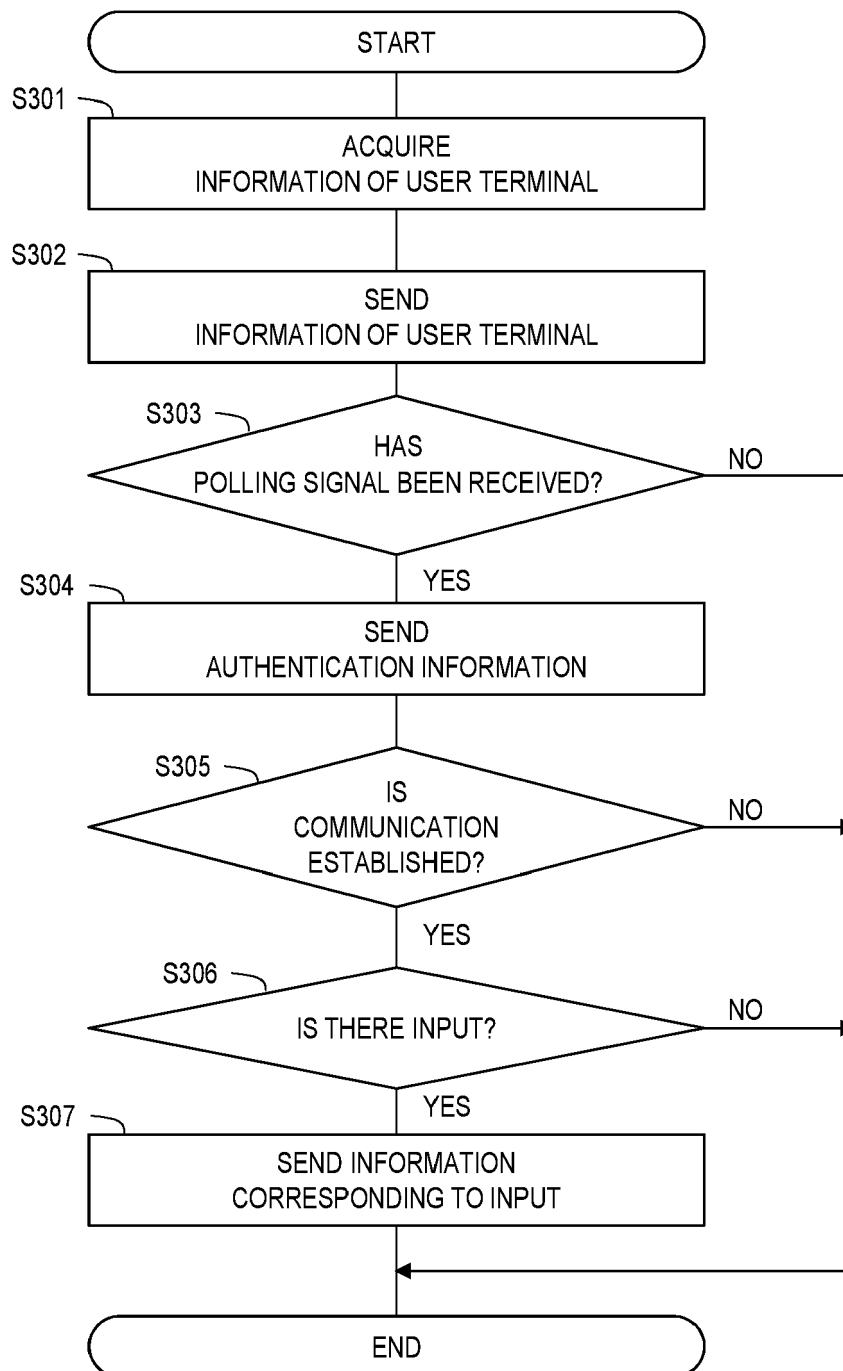 START
S301
ACQUIRE
INFORMATION OF USER TERMINAL
S302
SEND
INFORMATION OF USER TERMINAL
S303
HAS
POLLING SIGNAL BEEN RECEIVED?
NO
YES
S304
SEND
AUTHENTICATION INFORMATION
S305
IS
COMMUNICATION
ESTABLISHED?
NO
YES
S306
IS THERE INPUT?
NO
YES
S307
SEND INFORMATION
CORRESPONDING TO INPUT
END